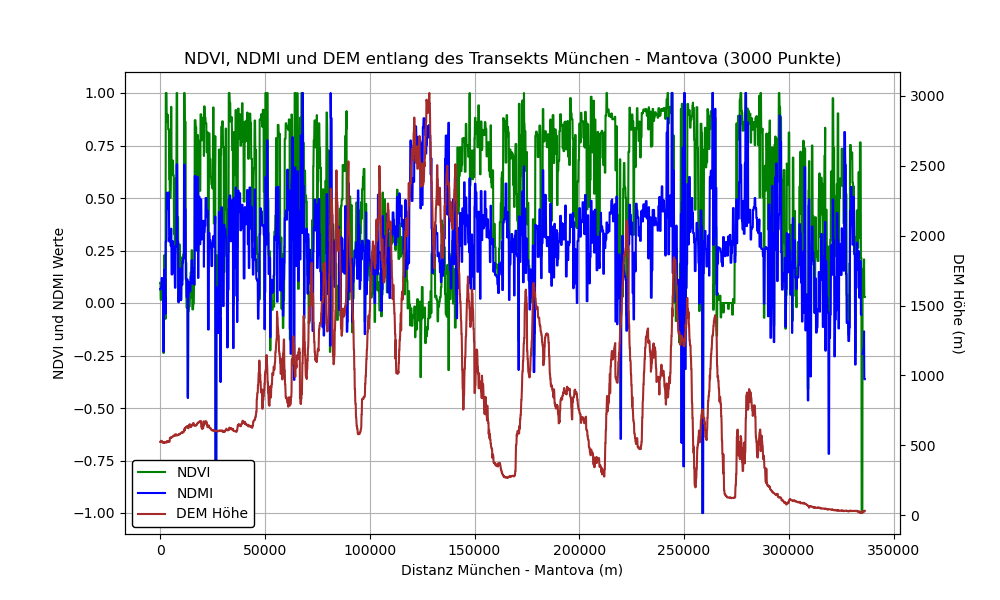 NDVI, NDMI und DEM entlang des Transekts München - Mantova (3000 Punkte)
NDVI und NDMI Werte
1.00
0.75
0.50
0.25
0.00
−0.25
−0.50
−0.75
−1.00
NDVI
NDMI
DEM Höhe
3000
2500
2000
1500
1000
500
0
DEM Höhe (m)
0 50000 100000 150000 200000 250000 300000 350000
Distanz München - Mantova (m)